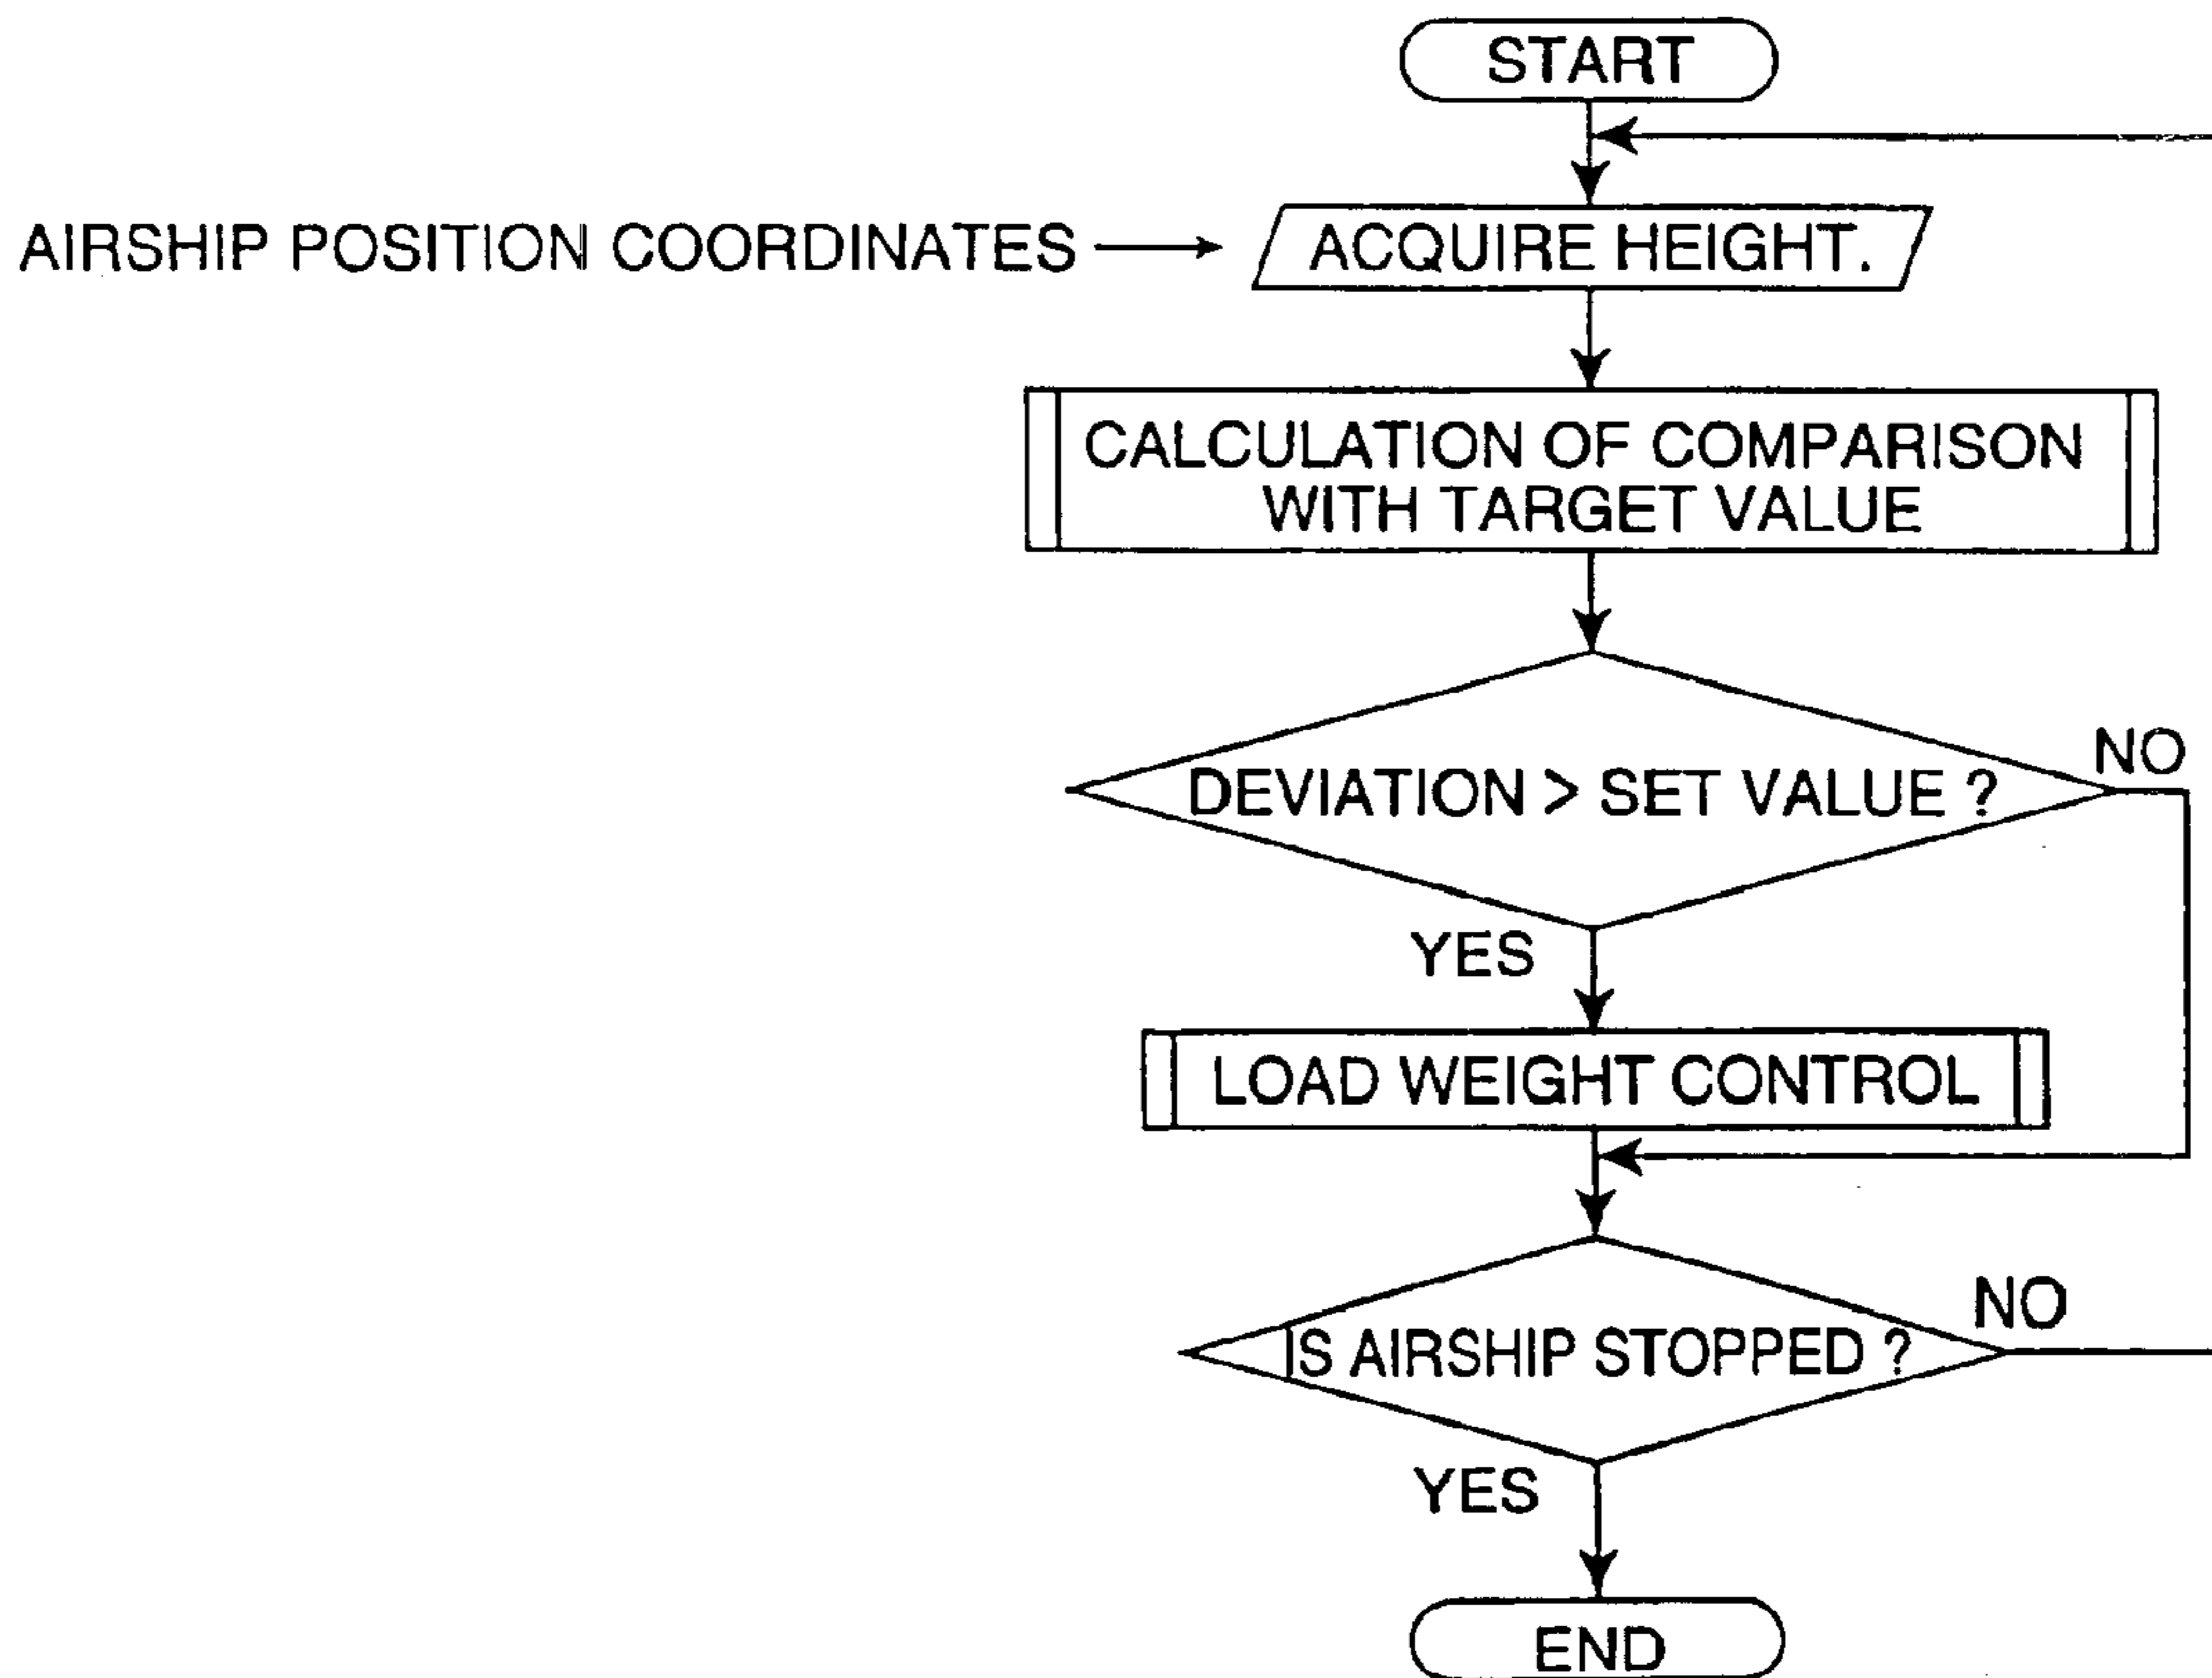 START
AIRSHIP POSITION COORDINATES
ACQUIRE HEIGHT.
CALCULATION OF COMPARISON
WITH TARGET VALUE
DEVIATION > SET VALUE ?
NO
YES
LOAD WEIGHT CONTROL
IS AIRSHIP STOPPED ?
NO
YES
END